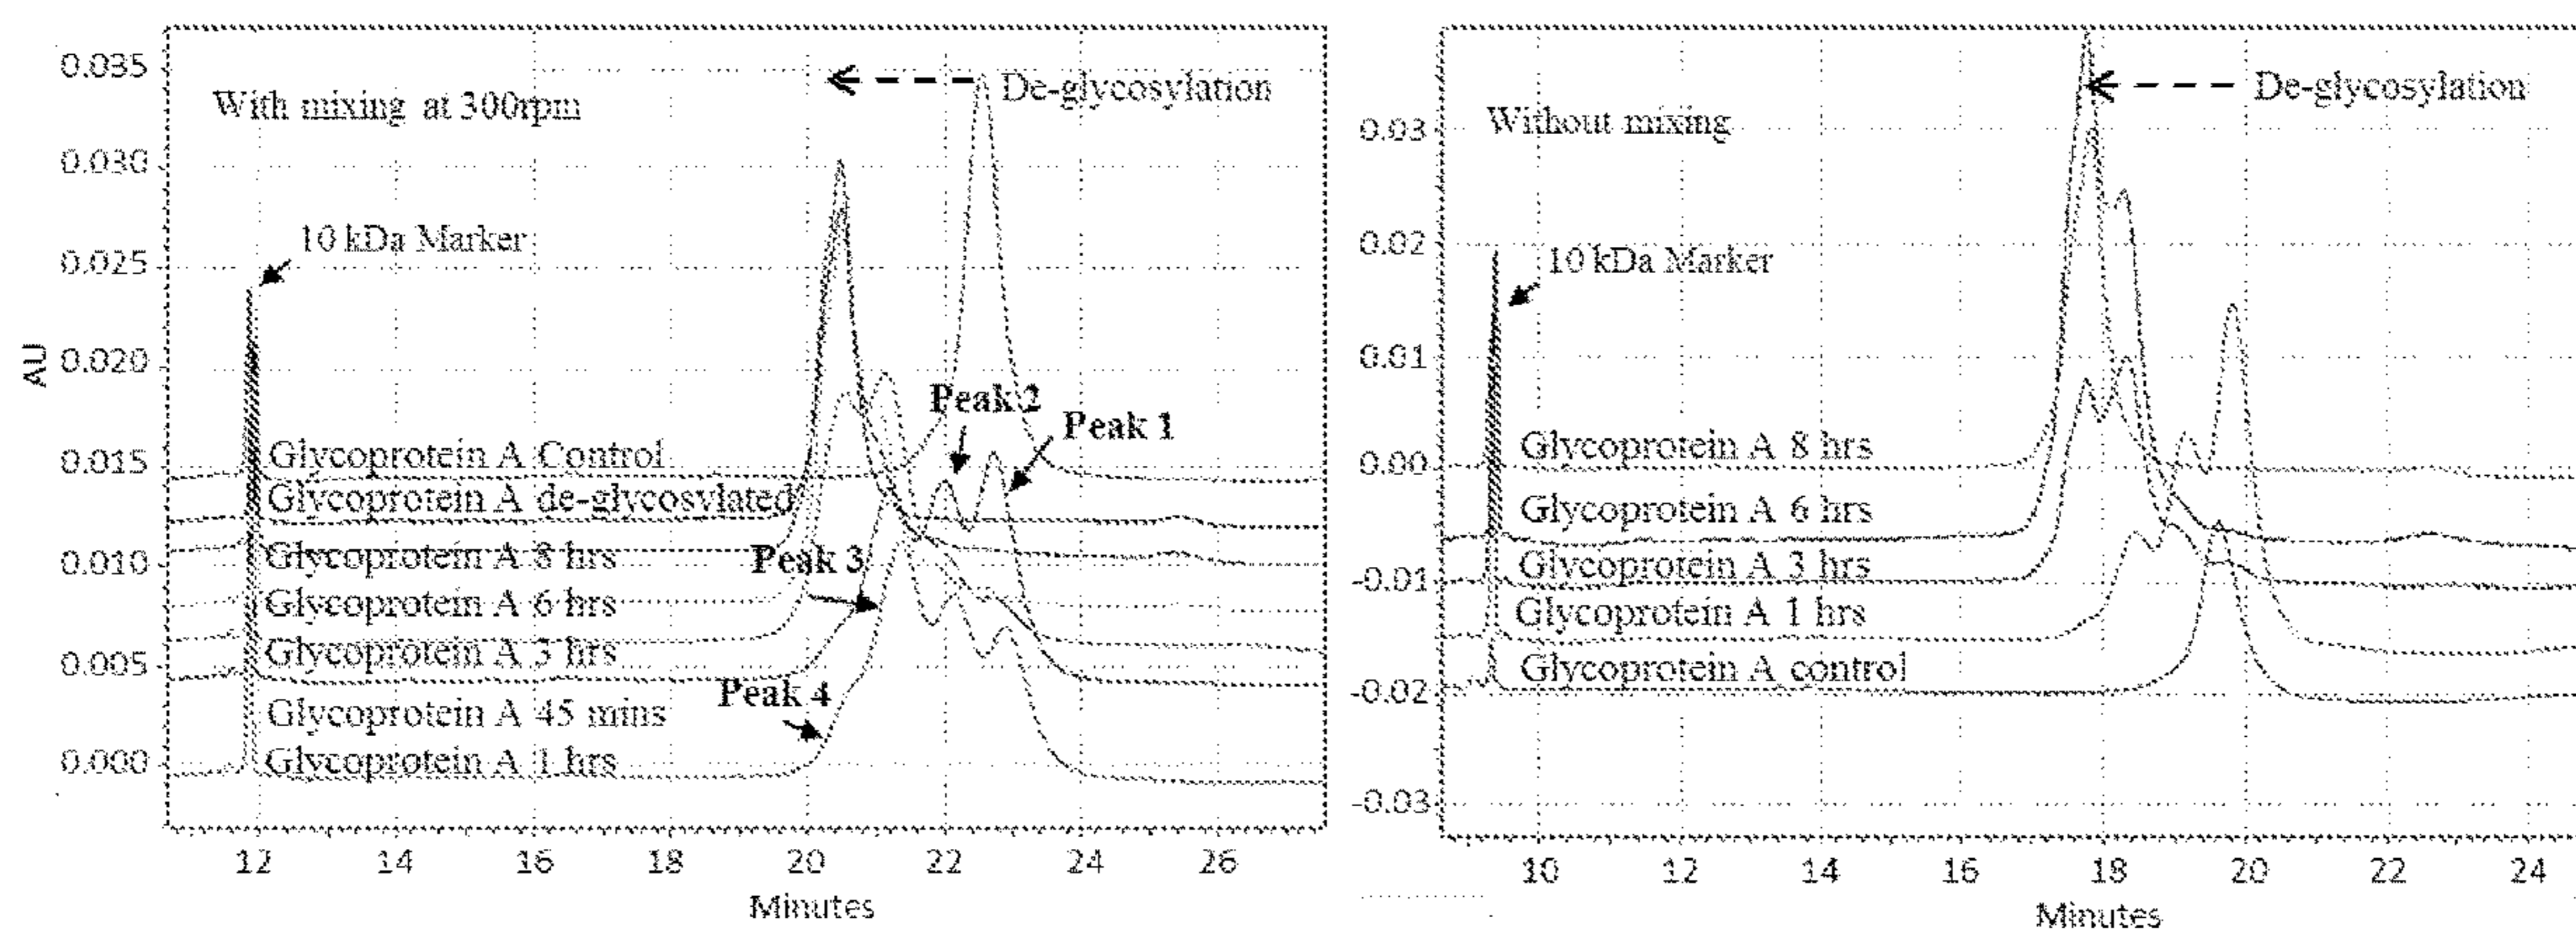 With mixing at 300rpm
De-glycosylation
10 kDa Marker
Peak 2
Peak 1
Glycoprotein A Control
Glycoprotein A de-glycosylated
Glycoprotein A 8 hrs
Peak 3
Glycoprotein A 6 hrs
Glycoprotein A 3 hrs
Peak 4
Glycoprotein A 45 mins
Glycoprotein A 1 hrs
AU
0.035
0.030
0.025
0.020
0.015
0.010
0.005
0.000
12 14 16 18 20 22 24 26
Minutes
Without mixing
De-glycosylation
10 kDa Marker
Glycoprotein A 8 hrs
Glycoprotein A 6 hrs
Glycoprotein A 3 hrs
Glycoprotein A 1 hrs
Glycoprotein A control
0.03
0.02
0.01
0.00
-0.01
-0.02
-0.03
10 12 14 16 18 20 22 24
Minutes